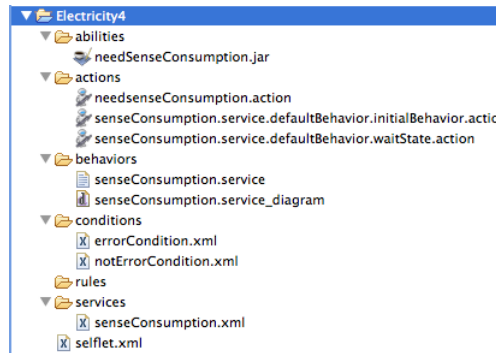 Electricity4
abilities
needSenseConsumption.jar
actions
needsenseConsumption.action
senseConsumption.service.defaultBehavior.initialBehavior.actio
senseConsumption.service.defaultBehavior.waitState.action
behaviors
senseConsumption.service
senseConsumption.service_diagram
conditions
errorCondition.xml
notErrorCondition.xml
rules
services
senseConsumption.xml
selflet.xml